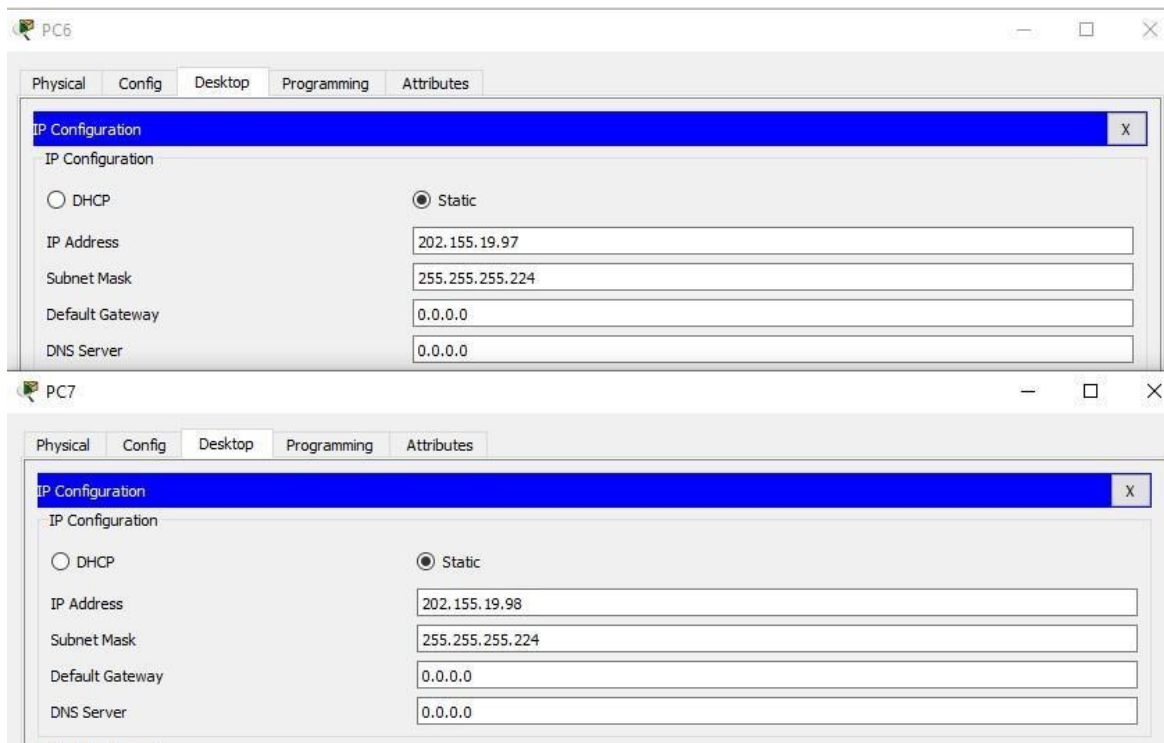 PC6
Physical Config Desktop Programming Attributes
IP Configuration X
IP Configuration
DHCP Static
IP Address 202.155.19.97
Subnet Mask 255.255.255.224
Default Gateway 0.0.0.0
DNS Server 0.0.0.0
PC7
Physical Config Desktop Programming Attributes
IP Configuration X
IP Configuration
DHCP Static
IP Address 202.155.19.98
Subnet Mask 255.255.255.224
Default Gateway 0.0.0.0
DNS Server 0.0.0.0